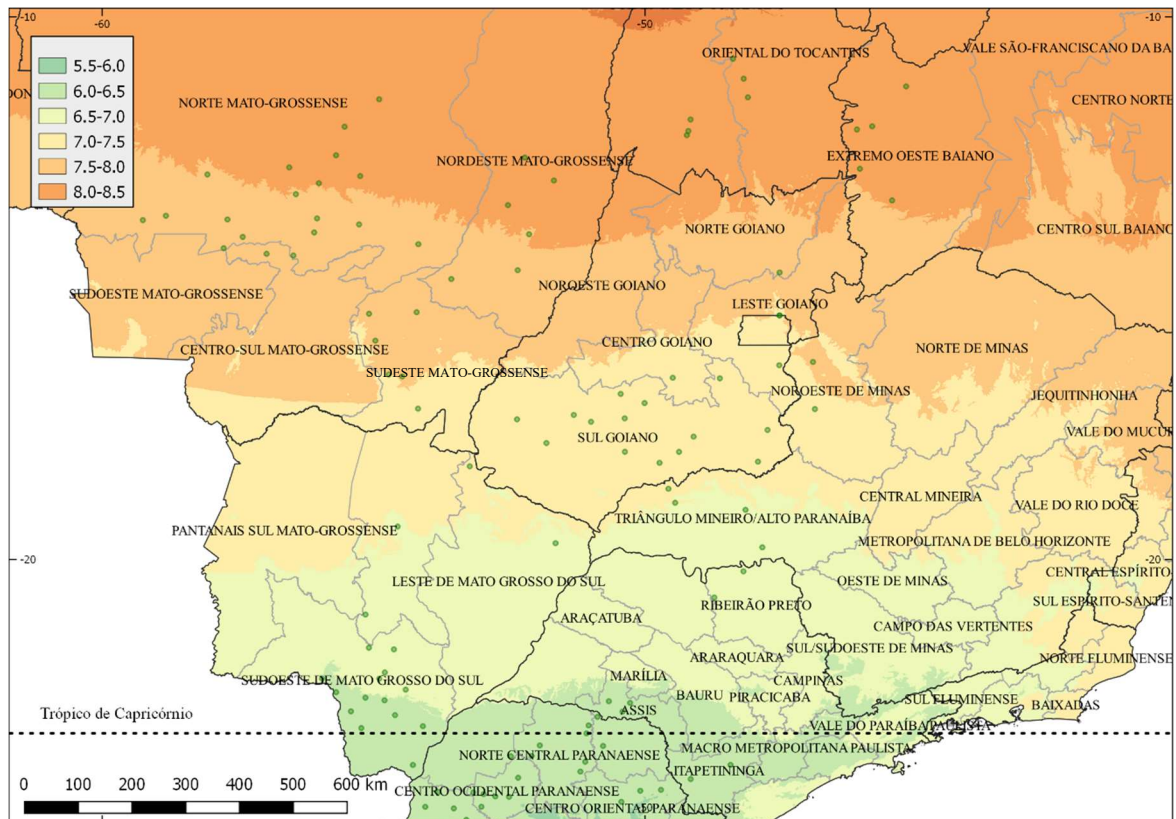 -10
-60
-50
-10
5.5-6.0
6.0-6.5
6.5-7.0
7.0-7.5
7.5-8.0
8.0-8.5
ORIENTAL DO TOCANTINS
VALE SÃO-FRANCISCANO DA BA
NORTE MATO-GROSSENSE
CENTRO NORTE
NORDESTE MATO-GROSSENSE
EXTREMO OESTE BAIANO
NORTE GOIANO
CENTRO SUL BAIANO
SUDOESTE MATO-GROSSENSE
NOROESTE GOIANO
LESTE GOIANO
CENTRO-SUL MATO-GROSSENSE
CENTRO GOIANO
NORTE DE MINAS
SUDESTE MATO-GROSSENSE
NOROESTE DE MINAS
JEQUITINHONHA
SUL GOIANO
VALE DO MUCUR
CENTRAL MINEIRA
VALE DO RIO DOCE
PANTANAIS SUL MATO-GROSSENSE
TRIÂNGULO MINEIRO/ALTO PARANAÍBA
METROPOLITANA DE BELO HORIZONTE
-20
-20
LESTE DE MATO GROSSO DO SUL
OESTE DE MINAS
CENTRAL ESPÍRITO-
ARAÇATUBA
RIBEIRÃO PRETO
SUL ESPÍRITO-SANTEN
CAMPO DAS VERTENTES
ARARAQUARA
SUL/SUDOESTE DE MINAS
NORTE FLUMINENSE
SUDOESTE DE MATO GROSSO DO SUL
MARÍLIA
CAMPINAS
BAURU
PIRACICABA
SUL FLUMINENSE
BAIXADAS
ASSIS
Trópico de Capricórnio
VALE DO PARAÍBA PAULISTA
NORTE CENTRAL PARANAENSE
MACRO METROPOLITANA PAULISTA
ITAPETININGA
0 100 200 300 400 500 600 km
CENTRO OCIDENTAL PARANAENSE
CENTRO ORIENTAL PARANAENSE